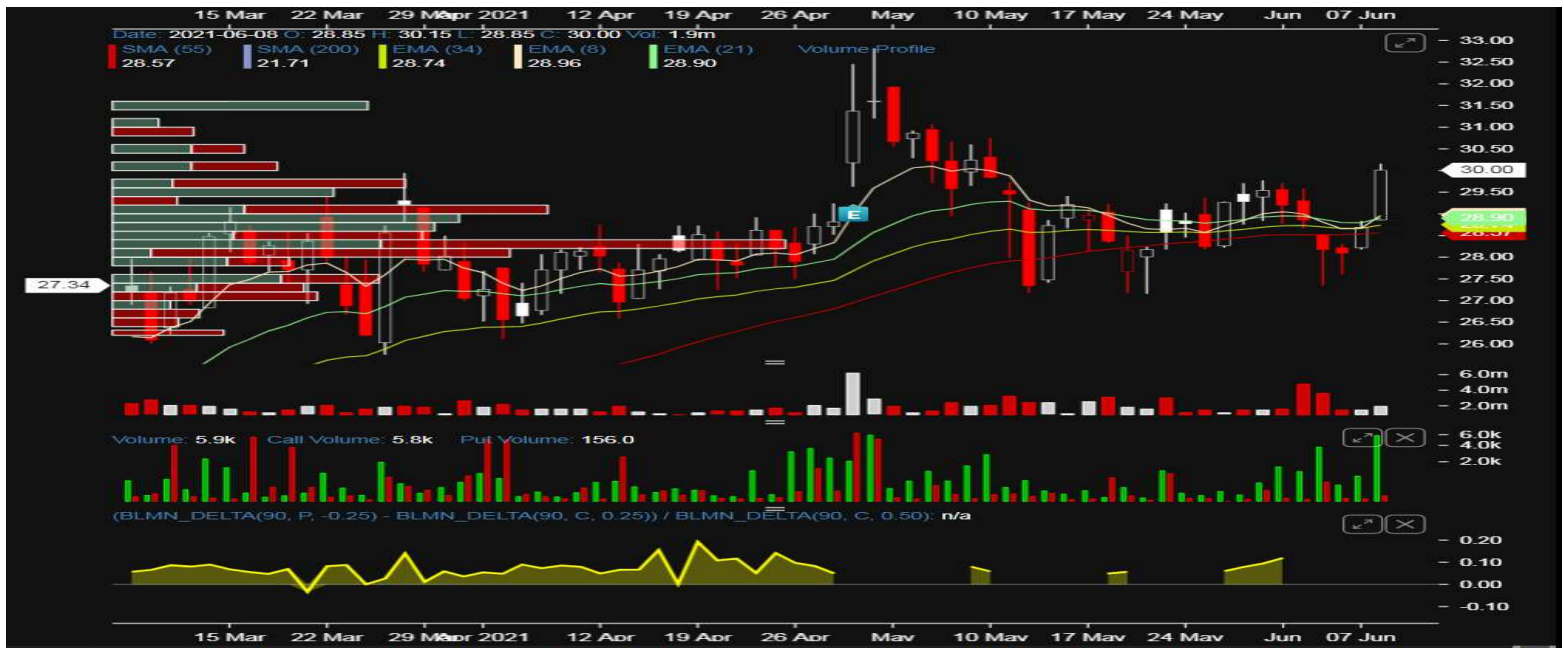 15 Mar 22 Mar 29 Mar Apr 2021 12 Apr 19 Apr 26 Apr May 10 May 17 May 24 May Jun 07 Jun
Date: 2021-06-08 O: 28.85 H: 30.15 L: 28.85 C: 30.00 Vol: 1.9m
SMA (55) SMA (200) EMA (34) EMA (8) EMA (21) Volume Profile
28.57 21.71 28.74 28.96 28.90
33.00
32.50
32.00
31.50
31.00
30.50
30.00
29.50
28.90
28.57
28.00
27.50
27.34
27.00
26.50
26.00
6.0m
4.0m
2.0m
Volume: 5.9k Call Volume: 5.8k Put Volume: 156.0
6.0k
4.0k
2.0k
E
(BLMN_DELTA(90, P, -0.25) - BLMN_DELTA(90, C, 0.25)) / BLMN_DELTA(90, C, 0.50): n/a
0.20
0.10
0.00
-0.10
15 Mar 22 Mar 29 Mar Apr 2021 12 Apr 19 Apr 26 Apr May 10 May 17 May 24 May Jun 07 Jun